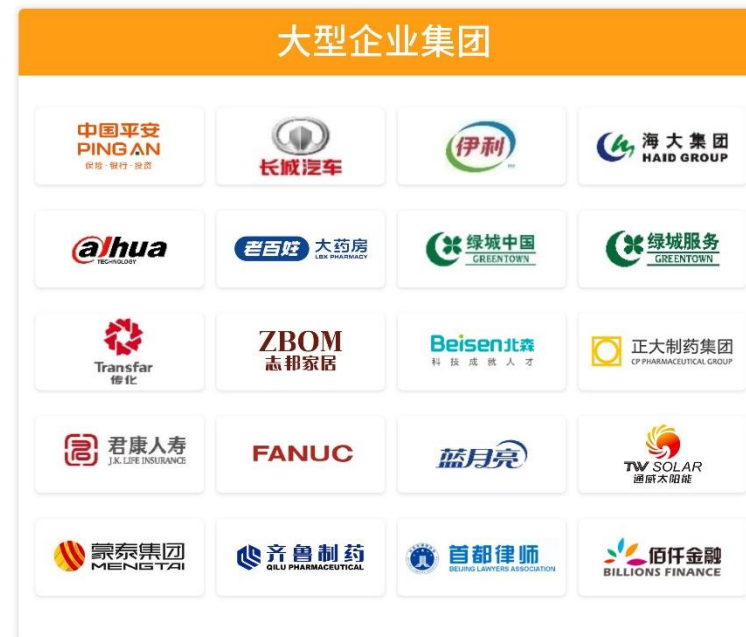 大型企业集团
中国平安
PING AN
保险·银行·投资
长城汽车
伊利
海大集团
HAID GROUP
alhua
TECHNOLOGY
老百姓 大药房
LBX PHARMACY
绿城中国
GREENTOWN
绿城服务
GREENTOWN
Transfar
传化
ZBOM
志邦家居
Beisen北森
科技成就人才
正大制药集团
CP PHARMACEUTICAL GROUP
君康人寿
J.K. LIFE INSURANCE
FANUC
蓝月亮
TW SOLAR
通威太阳能
蒙泰集团
MENGTAI
齐鲁制药
QILU PHARMACEUTICAL
首都律师
BEIJING LAWYERS ASSOCIATION
佰仟金融
BILLIONS FINANCE